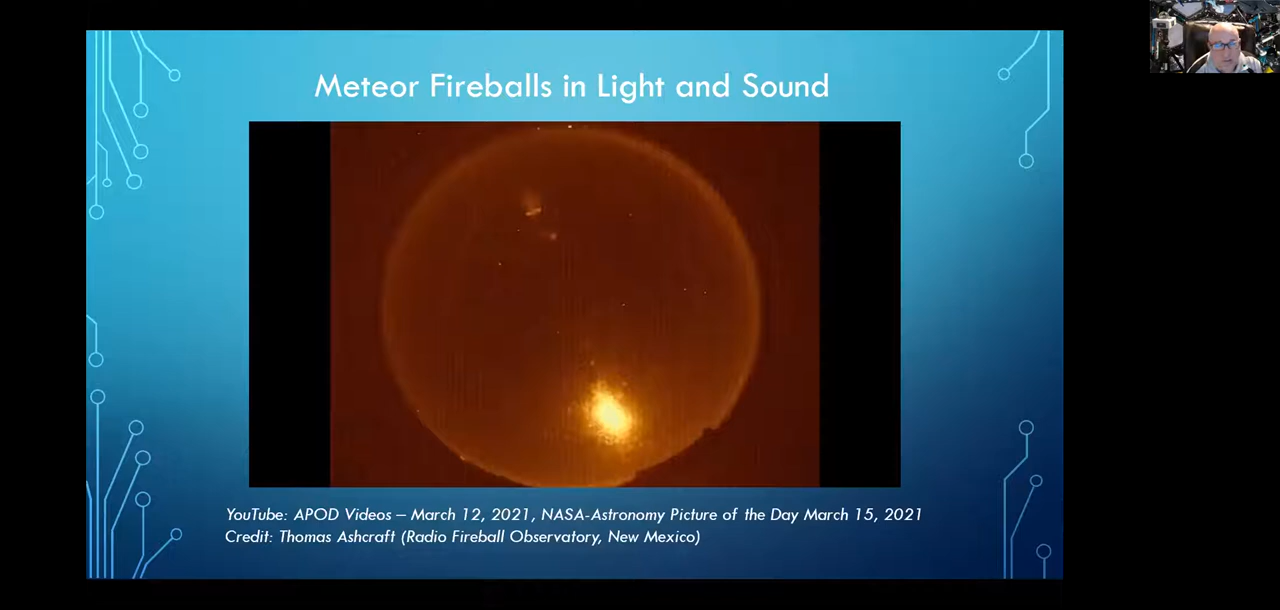 Meteor Fireballs in Light and Sound
YouTube: APOD Videos – March 12, 2021, NASA-Astronomy Picture of the Day March 15, 2021
Credit: Thomas Ashcraft (Radio Fireball Observatory, New Mexico)